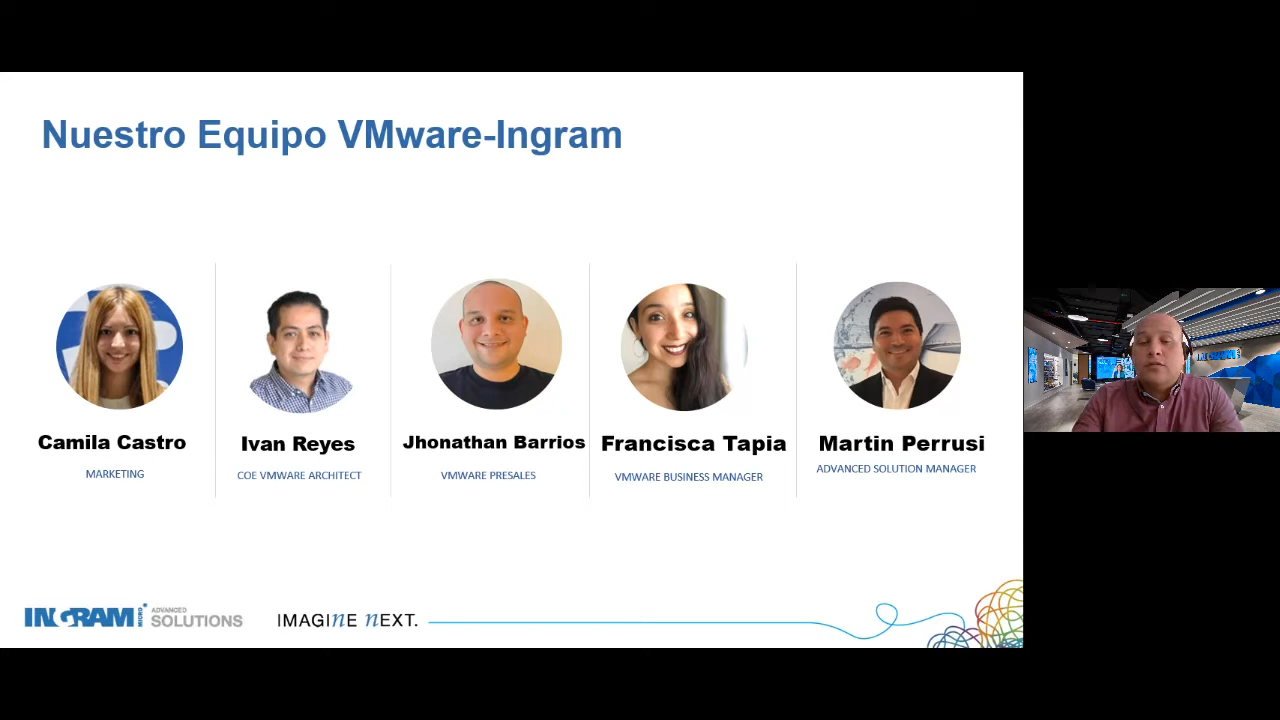 Nuestro Equipo VMware-Ingram
Camila Castro
MARKETING
Ivan Reyes
COE VMWARE ARCHITECT
Jhonathan Barrios
VMWARE PRESALES
Francisca Tapia
VMWARE BUSINESS MANAGER
Martin Perrusi
ADVANCED SOLUTION MANAGER
INGRAM MICRO
ADVANCED
SOLUTIONS
IMAGINE NEXT.